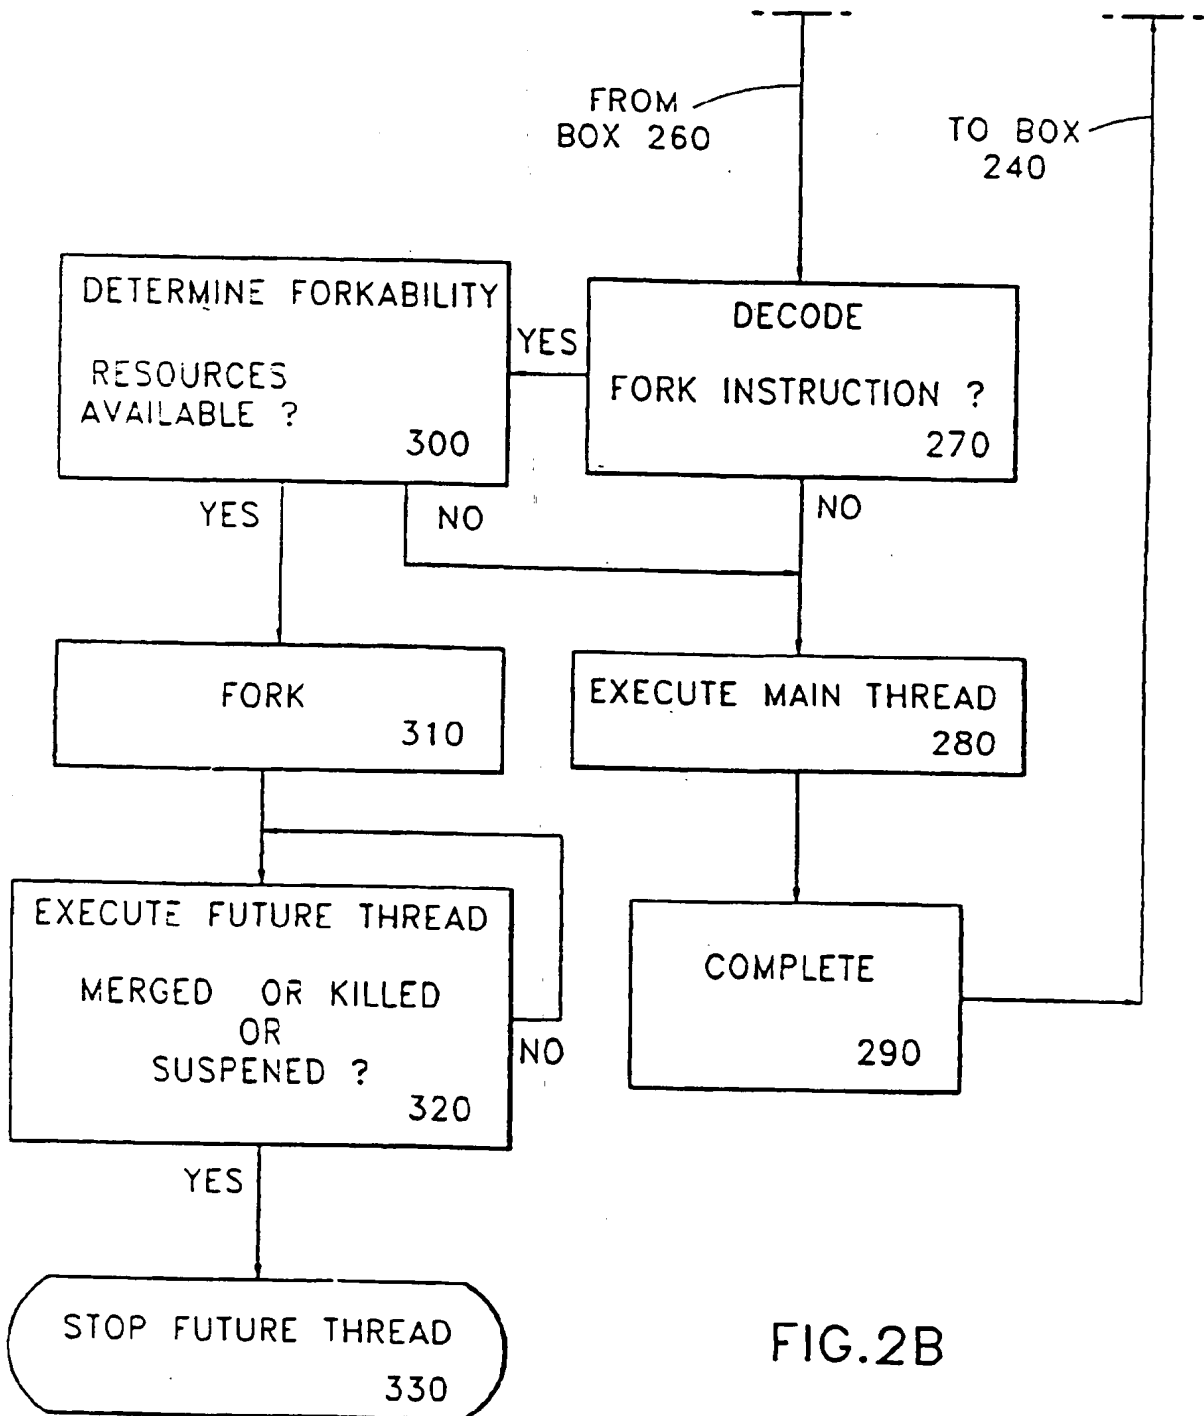 FROM
BOX 260
TO BOX
240
DETERMINE FORKABILITY
RESOURCES
AVAILABLE ?
300
YES
DECODE
FORK INSTRUCTION ?
270
YES
NO
NO
FORK
310
EXECUTE MAIN THREAD
280
EXECUTE FUTURE THREAD
MERGED OR KILLED
OR
SUSPENED ?
320
NO
COMPLETE
290
YES
STOP FUTURE THREAD
330
FIG.2B